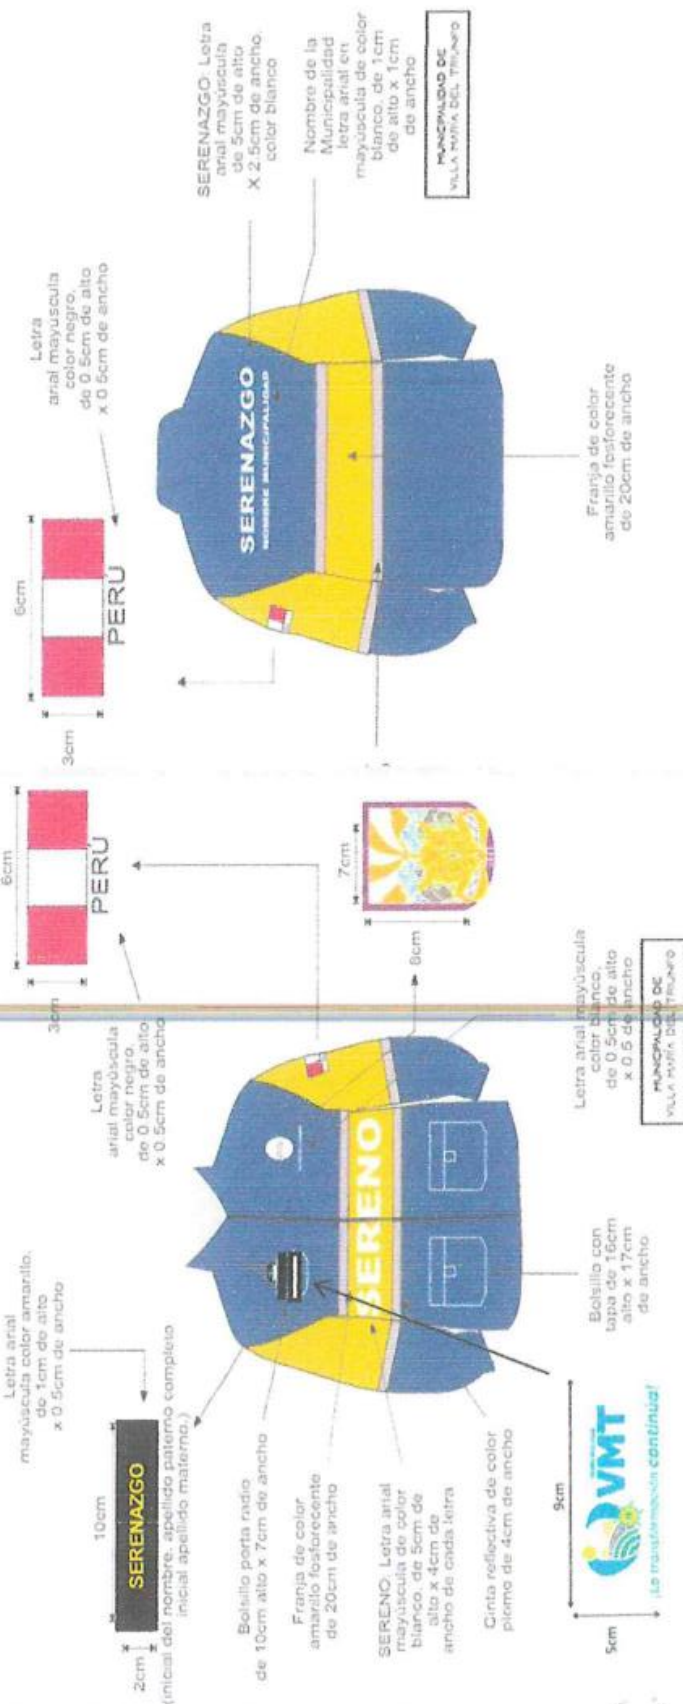 Letra arial
mayúscula color amarillo,
de 1cm de alto
x 0.5cm de ancho
10cm
2cm
SERENAZGO
(inicial del nombre, apellido paterno completo
inicial apellido materno.)
Bolsillo porta radio
de 10cm alto x 7cm de ancho
Franja de color
amarillo fosforecente
de 20cm de ancho
SERENO: Letra arial
mayúscula de color
blanco, de 5cm de
alto x 4cm de
ancho de cada letra
Cinta reflectiva de color
plomo de 4cm de ancho
9cm
5cm
VMT
¡La transformación continúa!
SERENO
Bolsillo con
tapa de 16cm
alto x 17cm
de ancho
Letra
arial mayúscula
color negro,
de 0.5cm de alto
x 0.5cm de ancho
6cm
3cm
PERÚ
7cm
8cm
Letra arial mayúscula
color blanco,
de 0.5cm de alto
x 0.5 de ancho
MUNICIPALIDAD DE
VILLA MARÍA DEL TRIUNFO
6cm
3cm
PERÚ
Letra
arial mayúscula
color negro,
de 0.5cm de alto
x 0.5cm de ancho
SERENAZGO
NOMBRE MUNICIPALIDAD
SERENAZGO: Letra
arial mayúscula
de 5cm de alto
X 2.5cm de ancho,
color blanco
Nombre de la
Municipalidad
letra arial en
mayúscula de color
blanco, de 1cm
de alto x 1cm
de ancho
MUNICIPALIDAD DE
VILLA MARÍA DEL TRIUNFO
Franja de color
amarillo fosforecente
de 20cm de ancho